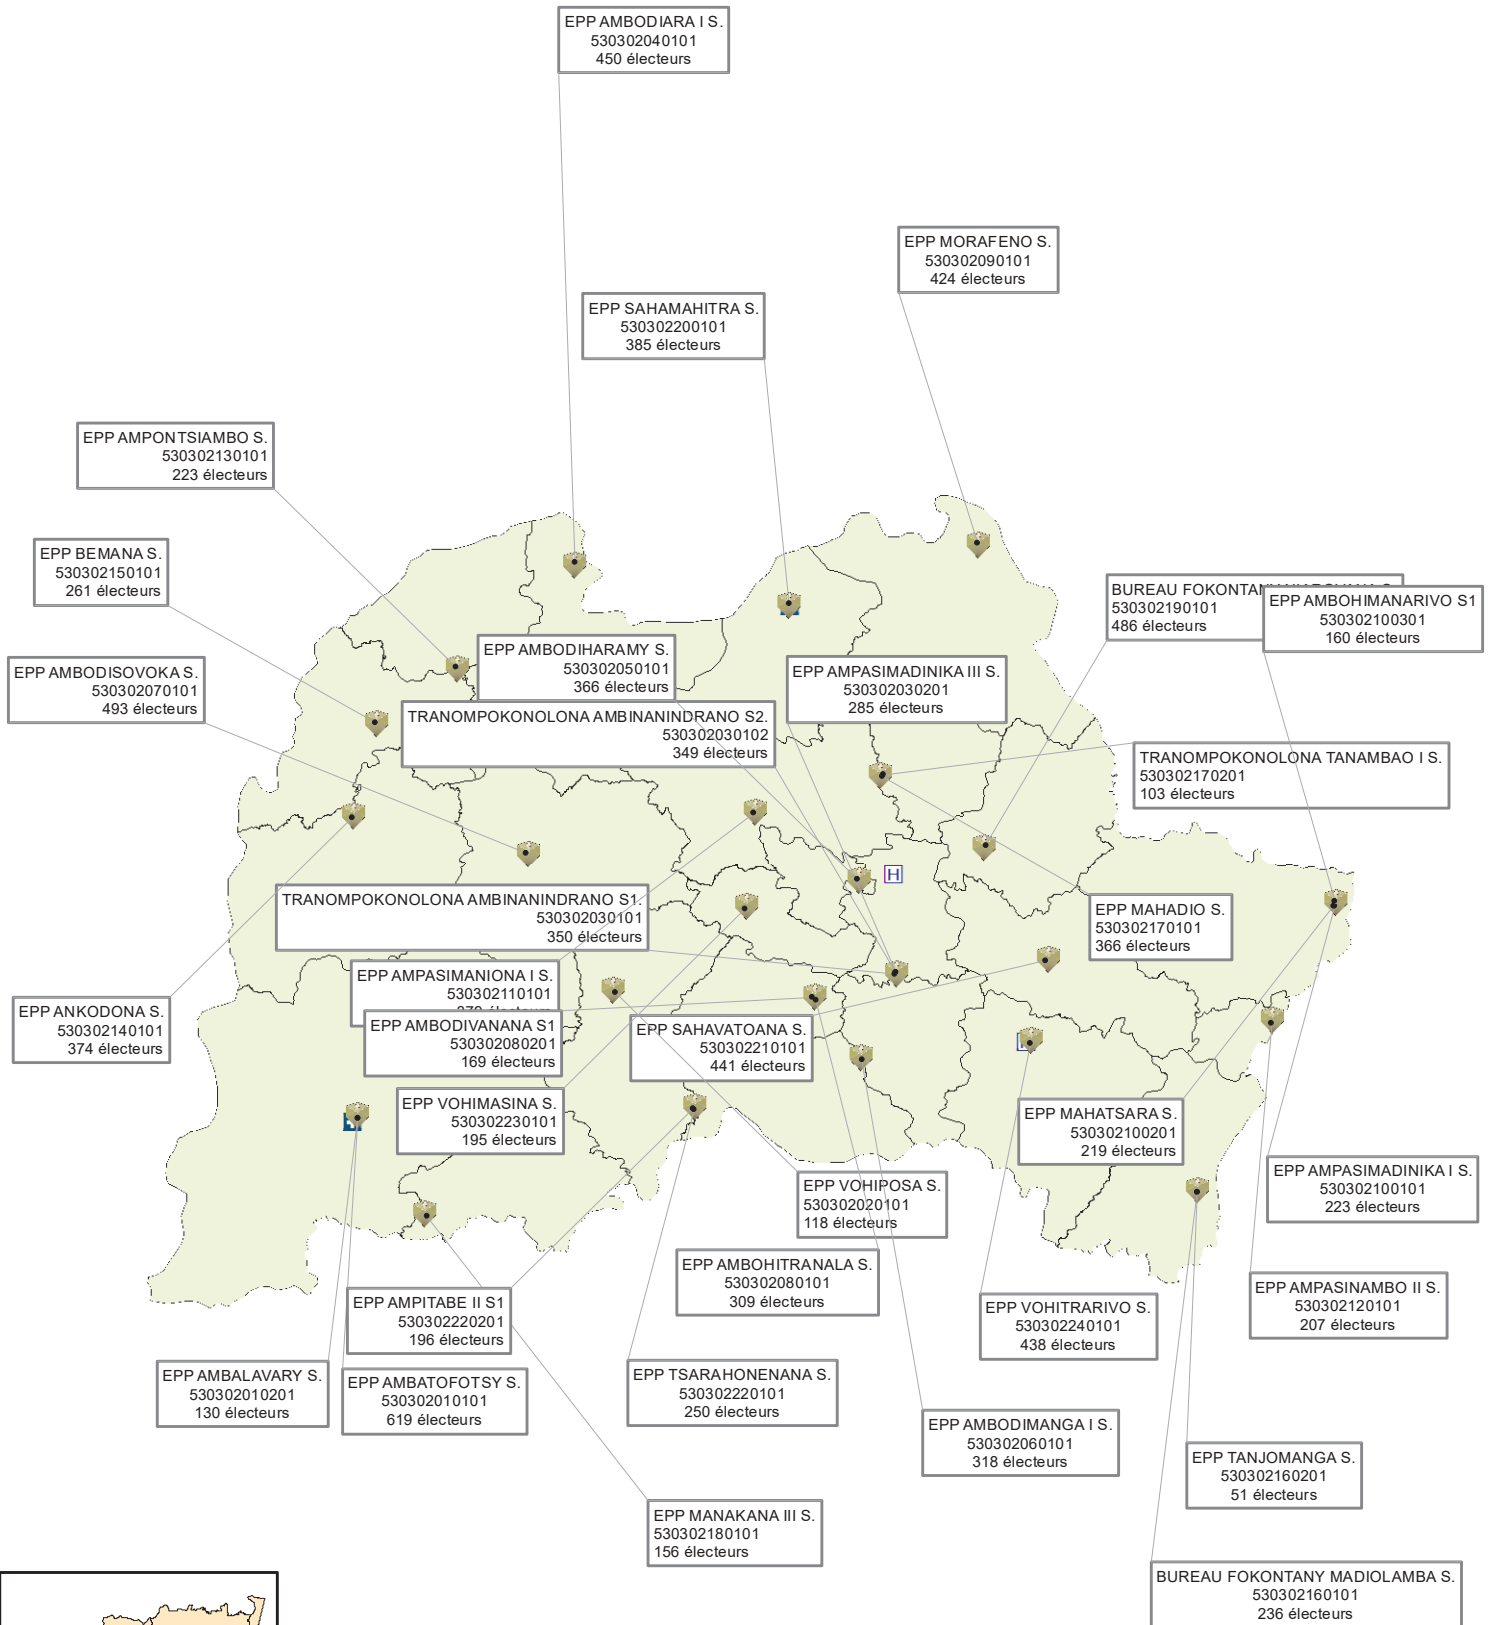 EPP AMBODIARA I S.
530302040101
450 électeurs
EPP MORAFENO S.
530302090101
424 électeurs
EPP SAHAMAHITRA S.
530302200101
385 électeurs
EPP AMPONTSIAMBO S.
530302130101
223 électeurs
EPP BEMANA S.
530302150101
261 électeurs
BUREAU FOKONTANY
530302190101
486 électeurs
EPP AMBOHIMANARIVO S1
530302100301
160 électeurs
EPP AMBODIHARAMY S.
530302050101
366 électeurs
EPP AMPASIMADINIKA III S.
530302030201
285 électeurs
EPP AMBODISOVOKA S.
530302070101
493 électeurs
TRANOMPOKONOLONA AMBINANINDRANO S2.
530302030102
349 électeurs
TRANOMPOKONOLONA TANAMBAO I S.
530302170201
103 électeurs
H
TRANOMPOKONOLONA AMBINANINDRANO S1.
530302030101
350 électeurs
EPP MAHADIO S.
530302170101
366 électeurs
EPP AMPASIMANIONA I S.
530302110101
EPP ANKODONA S.
530302140101
374 électeurs
EPP AMBODIVANANA S1
530302080201
169 électeurs
EPP SAHAVATOANA S.
530302210101
441 électeurs
EPP VOHIMASINA S.
530302230101
195 électeurs
EPP MAHATSARA S.
530302100201
219 électeurs
EPP AMPASIMADINIKA I S.
530302100101
223 électeurs
EPP VOHIPOSA S.
530302020101
118 électeurs
EPP AMBOHITRANALA S.
530302080101
309 électeurs
EPP AMPASINAMBO II S.
530302120101
207 électeurs
EPP AMPITABE II S1
530302220201
196 électeurs
EPP VOHITRARIVO S.
530302240101
438 électeurs
EPP AMBALAVARY S.
530302010201
130 électeurs
EPP AMBATOFOTSY S.
530302010101
619 électeurs
EPP TSARAHONENANA S.
530302220101
250 électeurs
EPP AMBODIMANGA I S.
530302060101
318 électeurs
EPP TANJOMANGA S.
530302160201
51 électeurs
EPP MANAKANA III S.
530302180101
156 électeurs
BUREAU FOKONTANY MADIOLAMBA S.
530302160101
236 électeurs